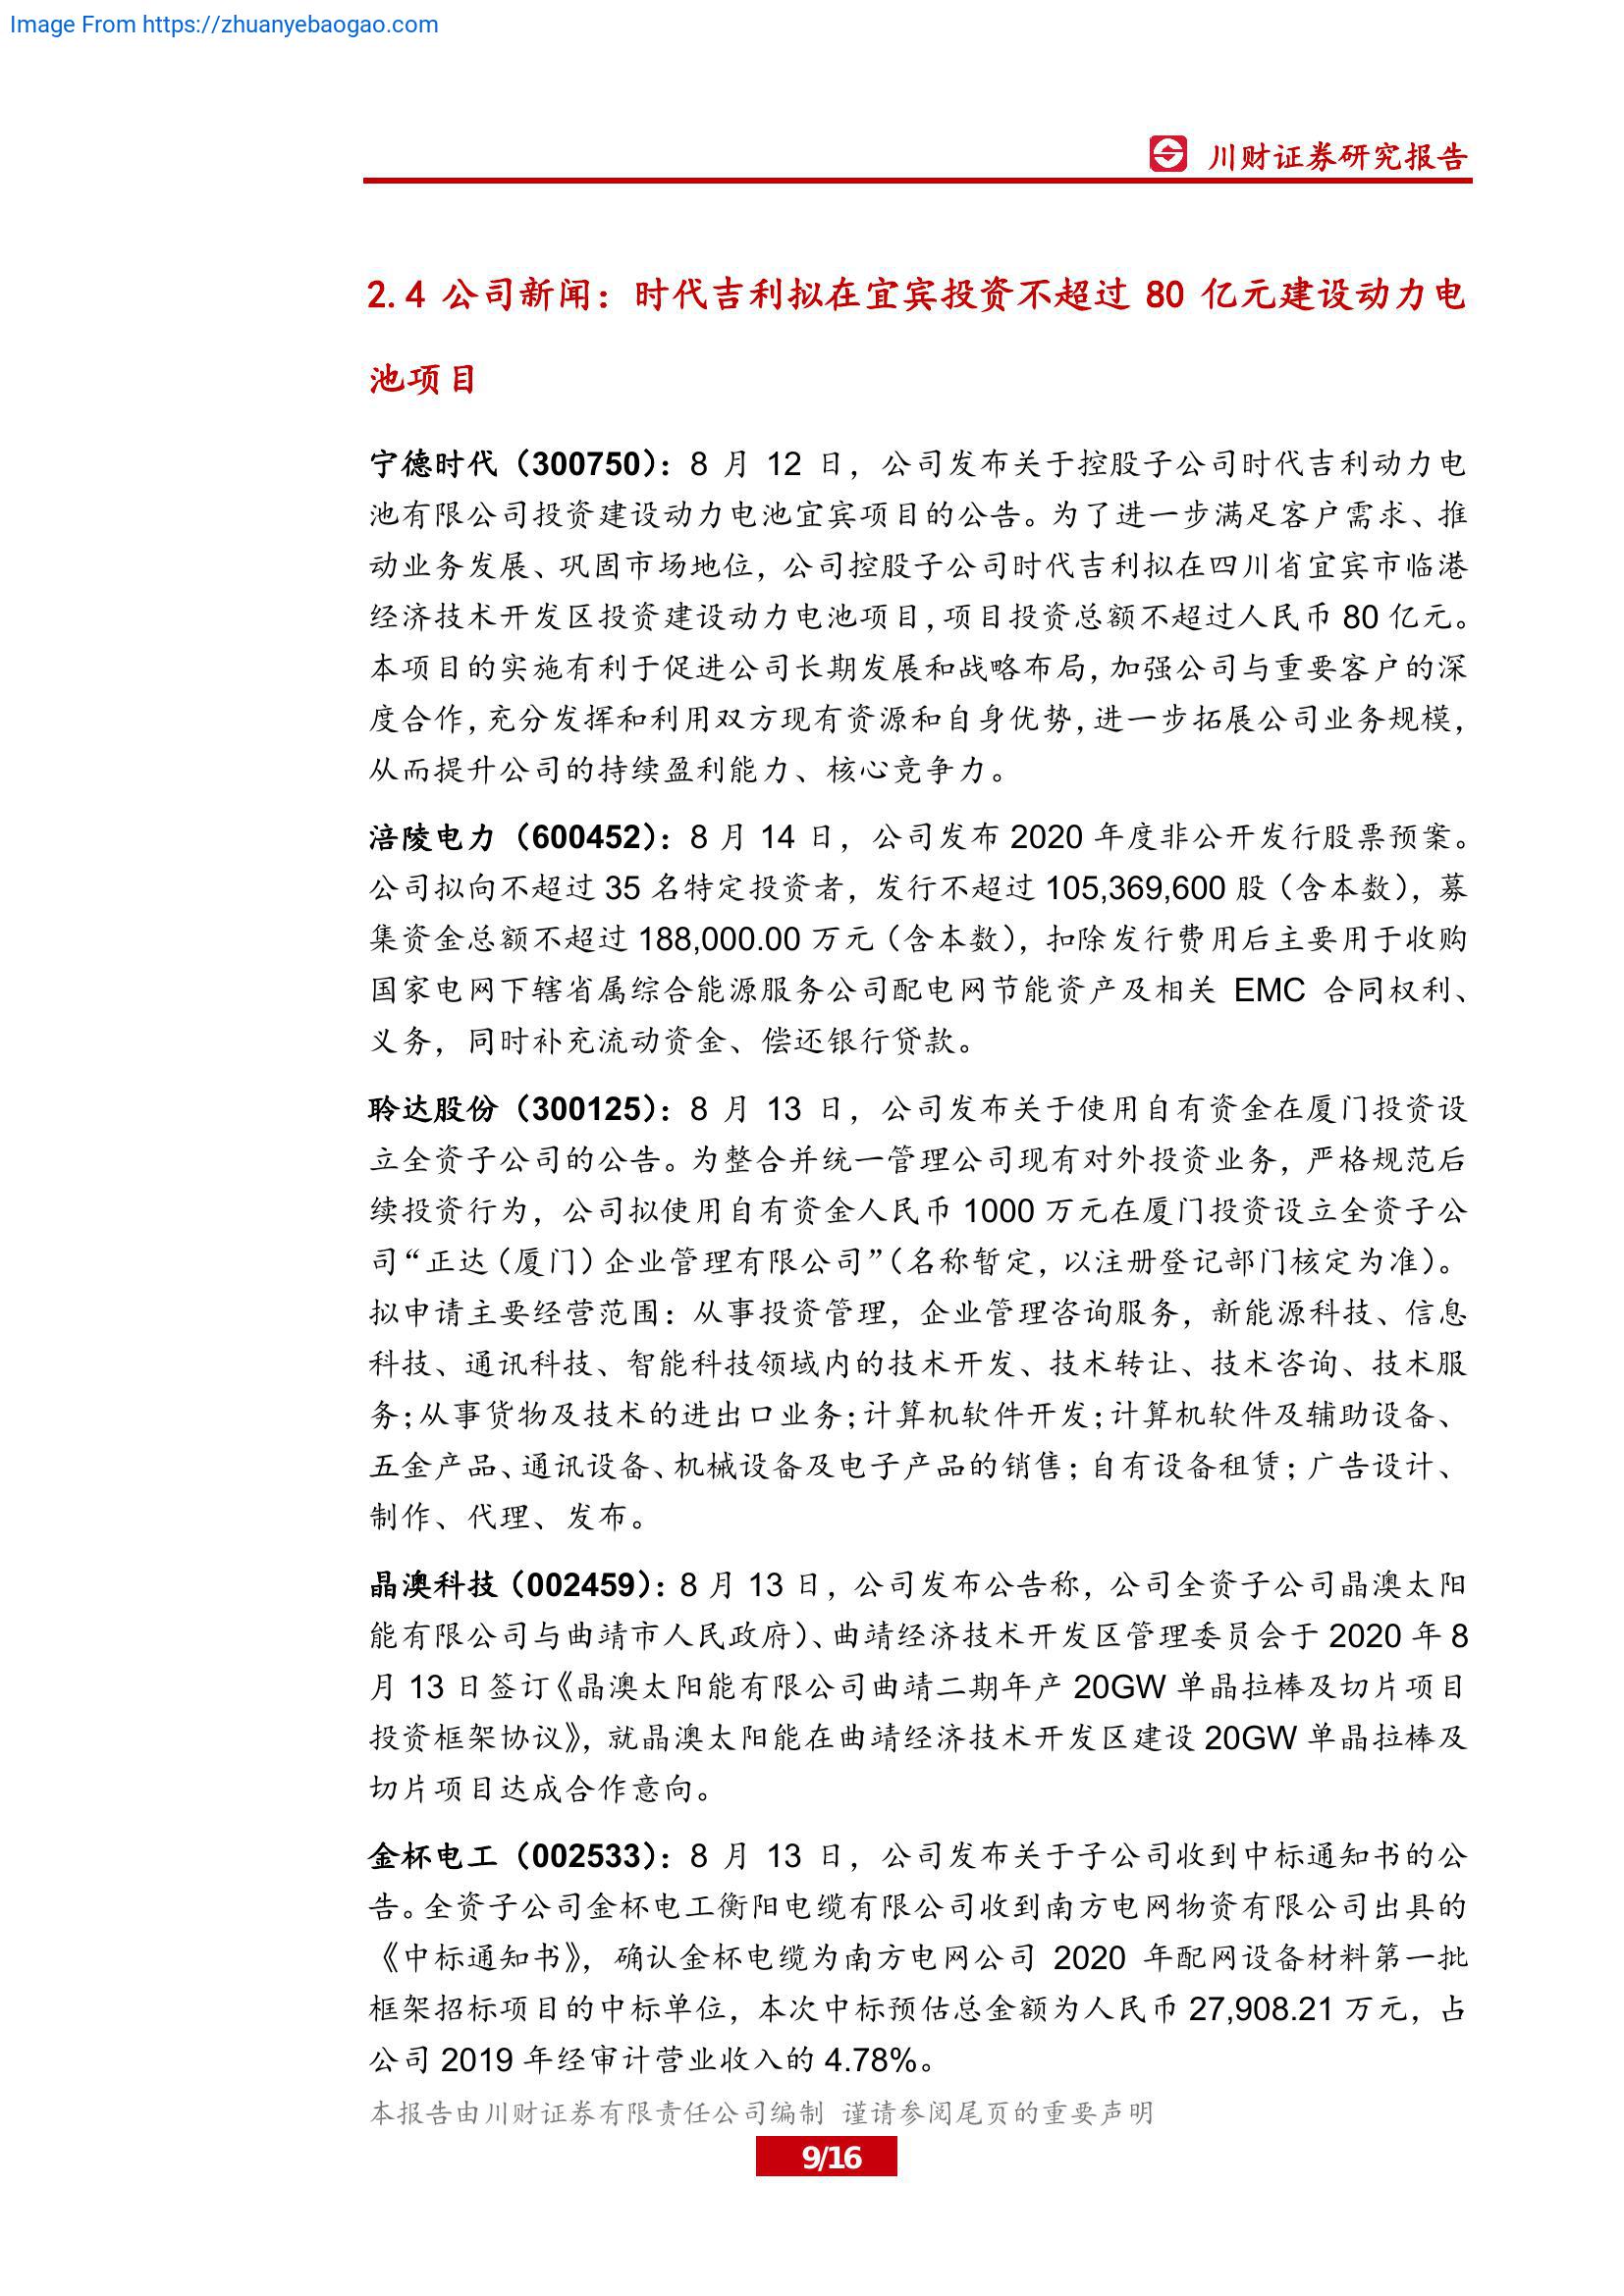 Image From https://zhuanyebaogao.com
川财证券研究报告
2.4 公司新闻：时代吉利拟在宜宾投资不超过 80 亿元建设动力电
池项目
宁德时代（300750）：8 月 12 日，公司发布关于控股子公司时代吉利动力电
池有限公司投资建设动力电池宜宾项目的公告。为了进一步满足客户需求、推
动业务发展、巩固市场地位，公司控股子公司时代吉利拟在四川省宜宾市临港
经济技术开发区投资建设动力电池项目，项目投资总额不超过人民币 80 亿元。
本项目的实施有利于促进公司长期发展和战略布局，加强公司与重要客户的深
度合作，充分发挥和利用双方现有资源和自身优势，进一步拓展公司业务规模，
从而提升公司的持续盈利能力、核心竞争力。
涪陵电力（600452）：8 月 14 日，公司发布 2020 年度非公开发行股票预案。
公司拟向不超过 35 名特定投资者，发行不超过 105,369,600 股（含本数），募
集资金总额不超过 188,000.00 万元（含本数），扣除发行费用后主要用于收购
国家电网下辖省属综合能源服务公司配电网节能资产及相关 EMC 合同权利、
义务，同时补充流动资金、偿还银行贷款。
聆达股份（300125）：8 月 13 日，公司发布关于使用自有资金在厦门投资设
立全资子公司的公告。为整合并统一管理公司现有对外投资业务，严格规范后
续投资行为，公司拟使用自有资金人民币 1000 万元在厦门投资设立全资子公
司“正达（厦门）企业管理有限公司”（名称暂定，以注册登记部门核定为准）。
拟申请主要经营范围：从事投资管理，企业管理咨询服务，新能源科技、信息
科技、通讯科技、智能科技领域内的技术开发、技术转让、技术咨询、技术服
务；从事货物及技术的进出口业务；计算机软件开发；计算机软件及辅助设备、
五金产品、通讯设备、机械设备及电子产品的销售；自有设备租赁；广告设计、
制作、代理、发布。
晶澳科技（002459）：8 月 13 日，公司发布公告称，公司全资子公司晶澳太阳
能有限公司与曲靖市人民政府）、曲靖经济技术开发区管理委员会于 2020 年 8
月 13 日签订《晶澳太阳能有限公司曲靖二期年产 20GW 单晶拉棒及切片项目
投资框架协议》，就晶澳太阳能在曲靖经济技术开发区建设 20GW 单晶拉棒及
切片项目达成合作意向。
金杯电工（002533）：8 月 13 日，公司发布关于子公司收到中标通知书的公
告。全资子公司金杯电工衡阳电缆有限公司收到南方电网物资有限公司出具的
《中标通知书》，确认金杯电缆为南方电网公司 2020 年配网设备材料第一批
框架招标项目的中标单位，本次中标预估总金额为人民币 27,908.21 万元，占
公司 2019 年经审计营业收入的 4.78%。
本报告由川财证券有限责任公司编制 谨请参阅尾页的重要声明
9/16